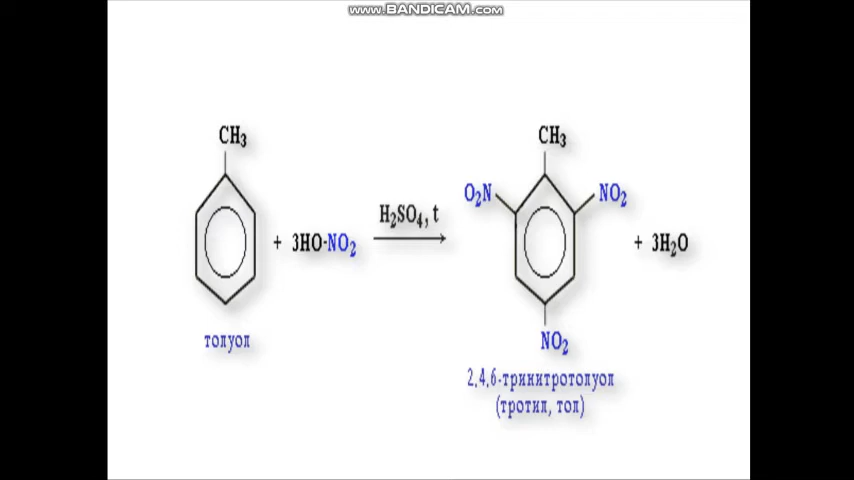 WWW.BANDICAM.COM
CH₃
+ 3HO-NO₂
H₂SO₄, t
толуол
CH₃
O₂N
NO₂
NO₂
+ 3H₂O
2,4,6-тринитротолуол
(тротил, тол)